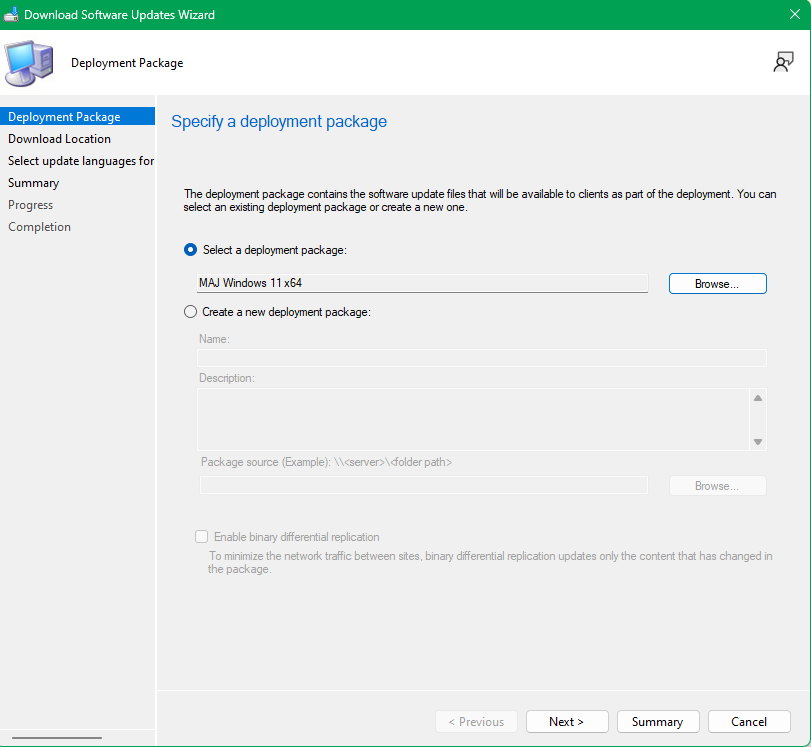 Download Software Updates Wizard
Deployment Package
Deployment Package
Download Location
Select update languages for
Summary
Progress
Completion
Specify a deployment package
The deployment package contains the software update files that will be available to clients as part of the deployment. You can
select an existing deployment package or create a new one.
Select a deployment package:
MAJ Windows 11 x64
Browse...
Create a new deployment package:
Name:
Description:
Package source (Example): \\<server>\<folder path>
Browse...
Enable binary differential replication
To minimize the network traffic between sites, binary differential replication updates only the content that has changed in
the package.
< Previous
Next >
Summary
Cancel